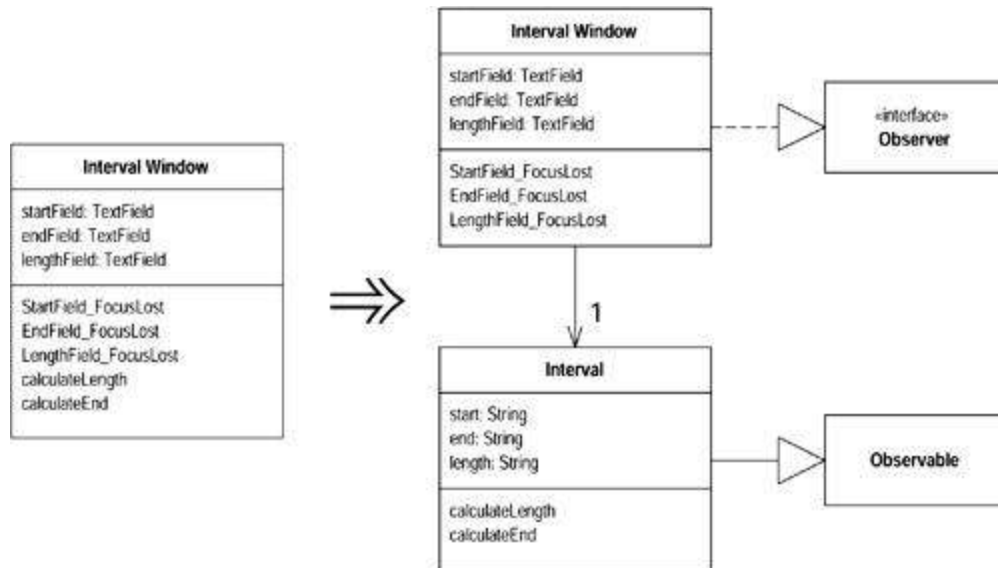 Interval Window
startField: TextField
endField: TextField
lengthField: TextField
StartField_FocusLost
EndField_FocusLost
LengthField_FocusLost
calculateLength
calculateEnd
Interval Window
startField: TextField
endField: TextField
lengthField: TextField
StartField_FocusLost
EndField_FocusLost
LengthField_FocusLost
«interface»
Observer
1
Interval
start: String
end: String
length: String
calculateLength
calculateEnd
Observable